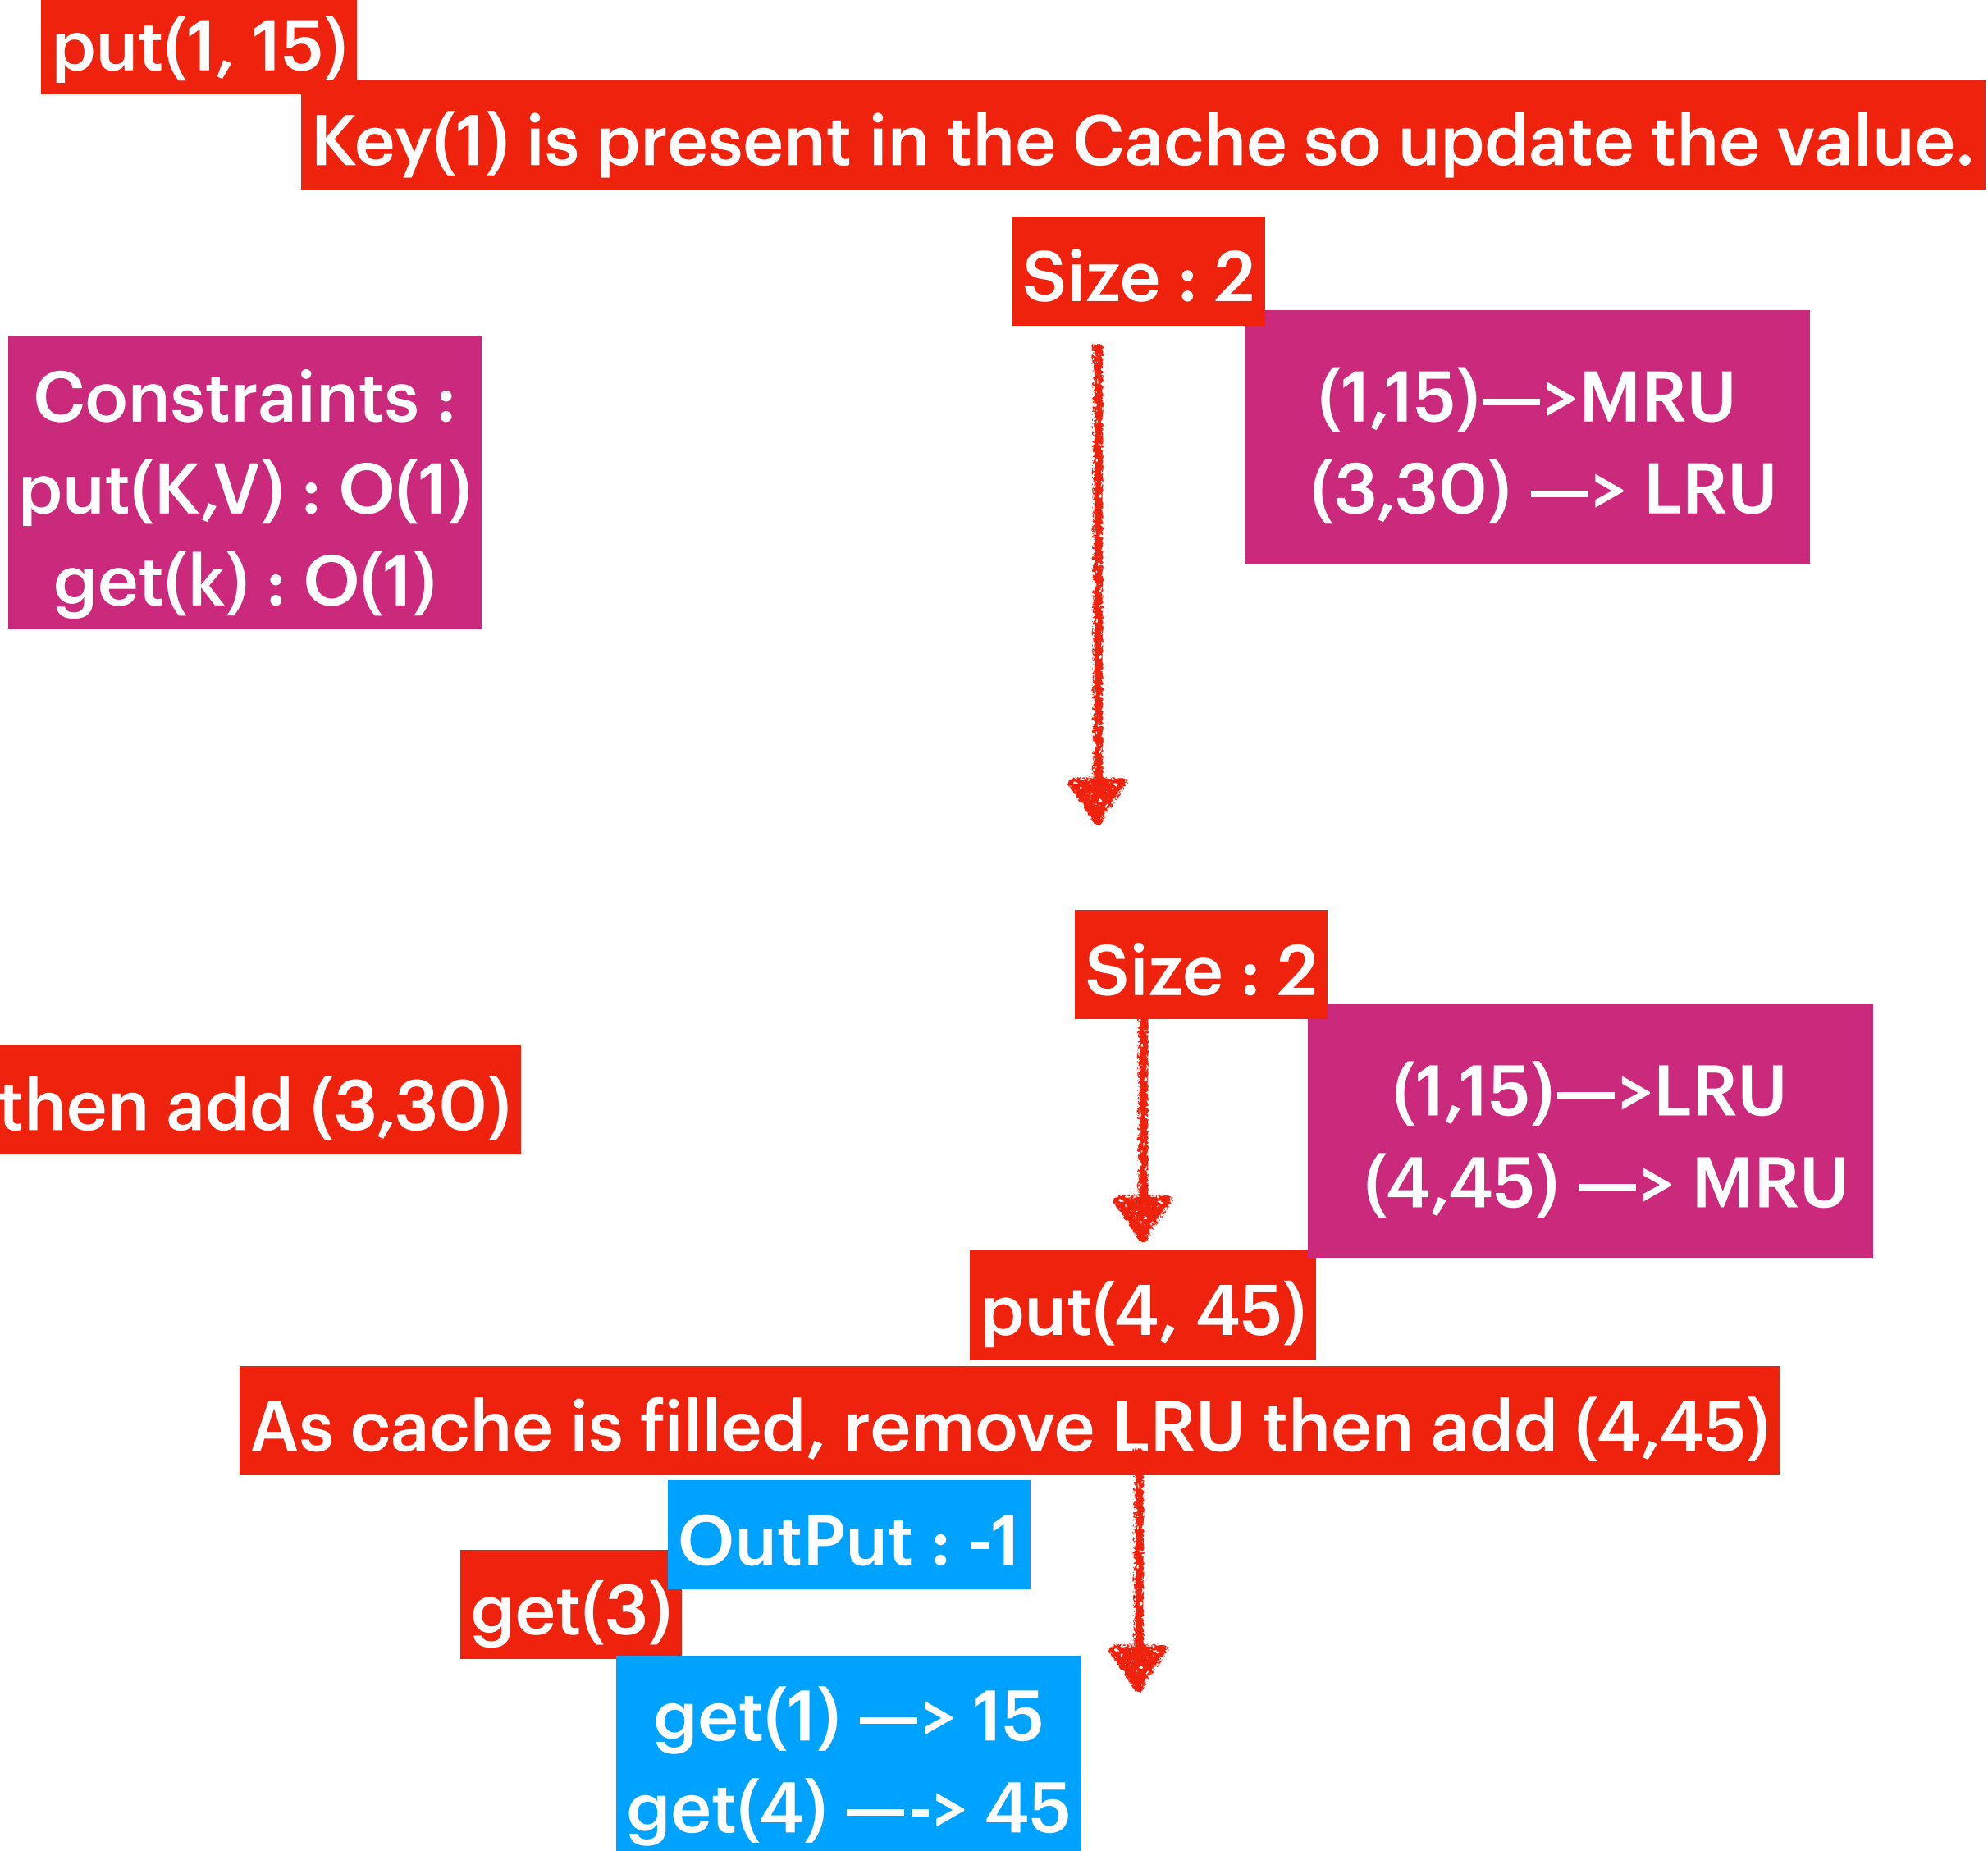 put(1, 15)
Key(1) is present in the Cache so update the value.
Size : 2
(1,15)—>MRU
(3,30) —> LRU
Constraints :
put(K,V) : O(1)
get(k) : O(1)
Size : 2
then add (3,30)
(1,15)—>LRU
(4,45) —> MRU
put(4, 45)
As cache is filled, remove LRU then add (4,45)
OutPut : -1
get(3)
get(1) —> 15
get(4) —-> 45